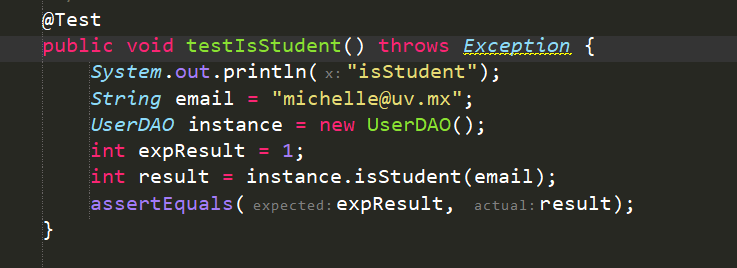 @Test
public void testIsStudent() throws Exception {
System.out.println( x: "isStudent");
String email = "michelle@uv.mx";
UserDAO instance = new UserDAO();
int expResult = 1;
int result = instance.isStudent(email);
assertEquals( expected: expResult, actual: result);
}